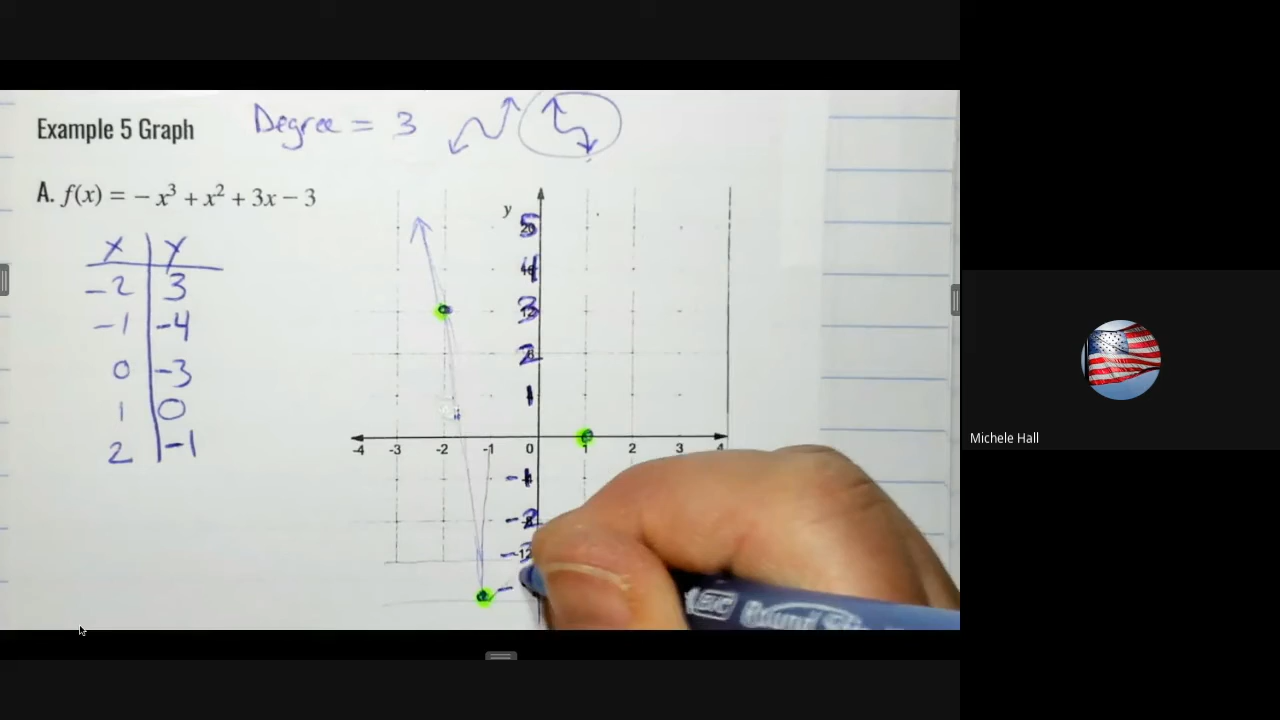 Example 5 Graph Degree = 3
A. f(x) = − x³ + x² + 3x − 3
x y
-2 3
-1 -4
0 -3
1 0
2 -1
y
5
4
3
2
1
-4 -3 -2 -1 0 1 2 3 4
-1
-2
-3
Michele Hall